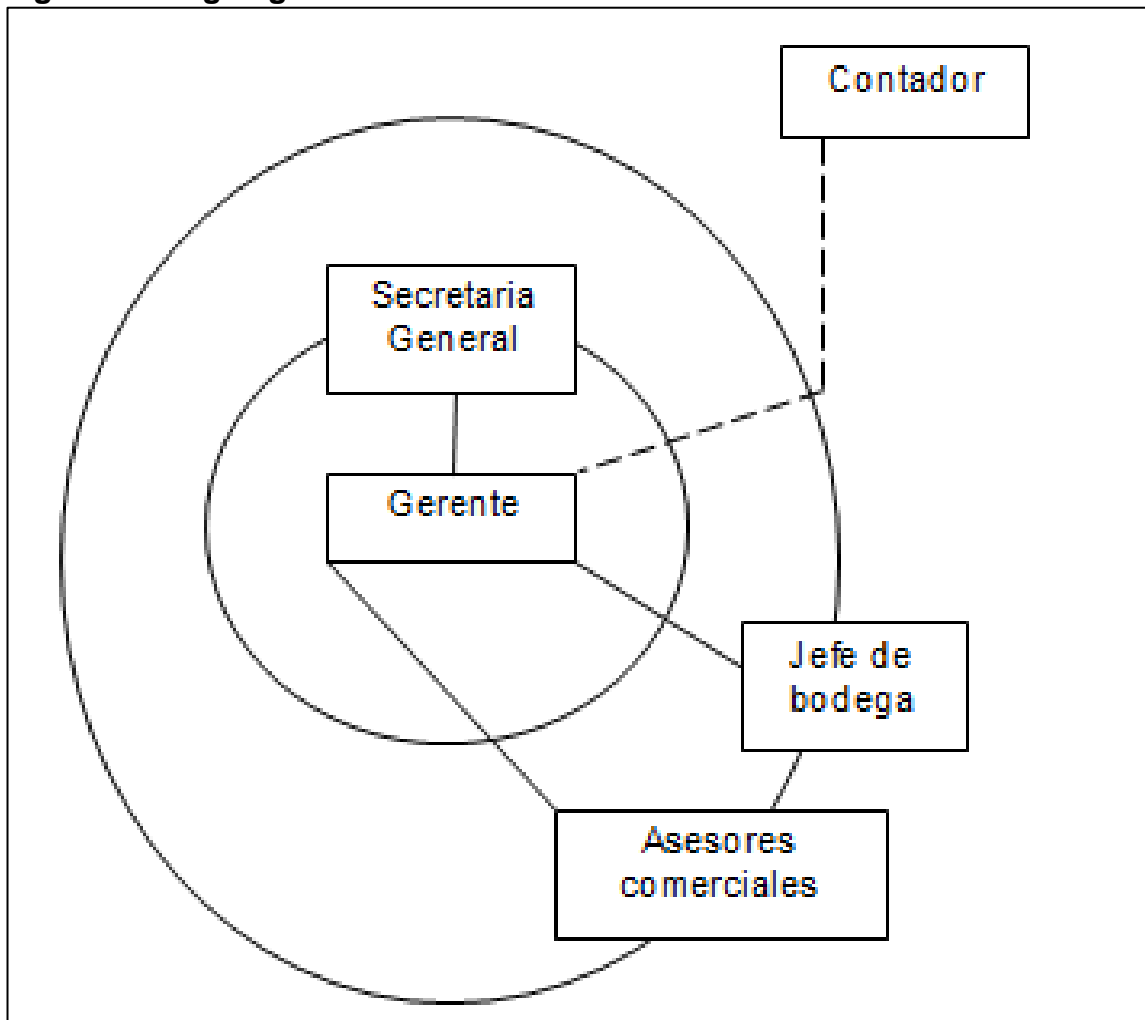 Contador
Secretaria
General
Gerente
Jefe de
bodega
Asesores
comerciales